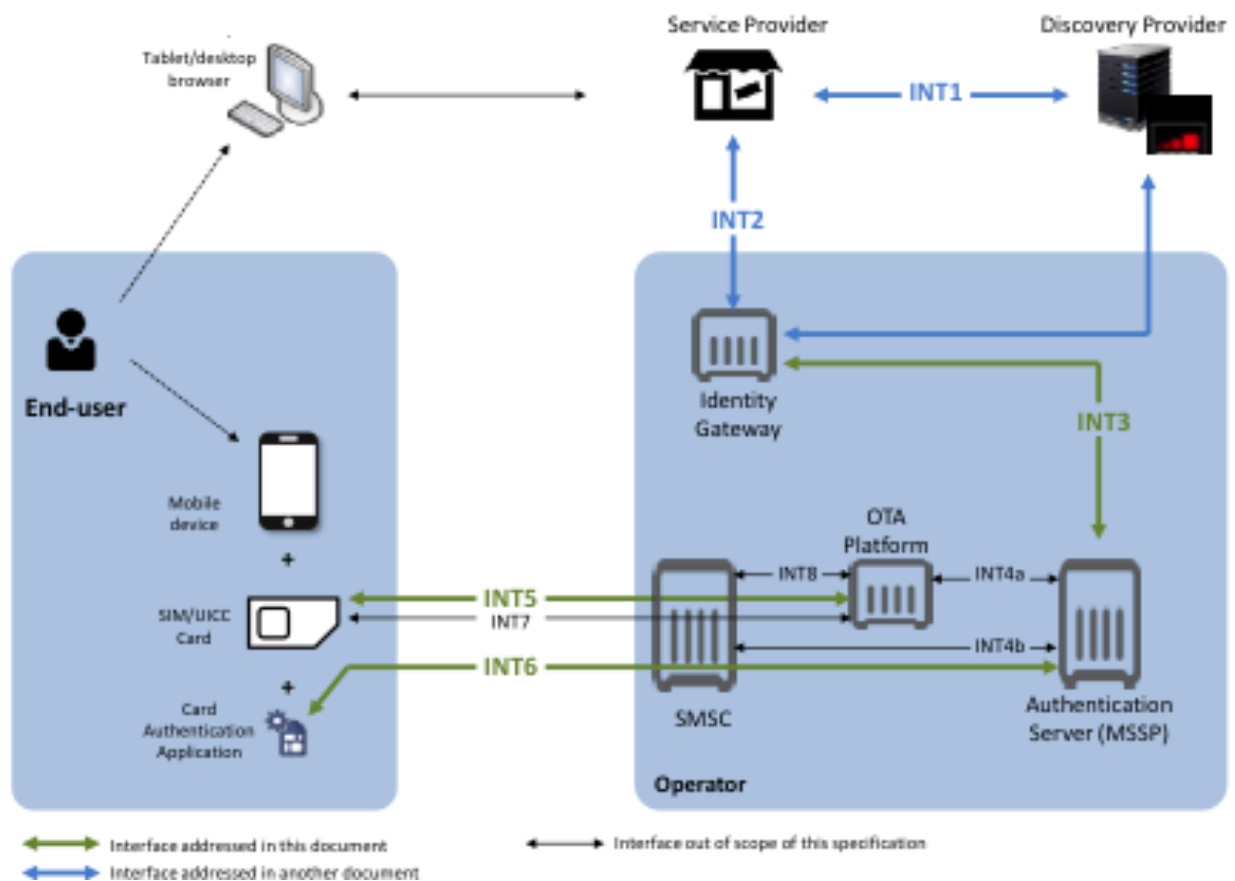 Service Provider
Discovery Provider
Tablet/desktop
browser
INT1
INT2
End-user
Identity
Gateway
INT3
Mobile
device
+
OTA
Platform
INT8
INT4a
SIM/UICC
Card
INT5
INT7
INT4b
+
INT6
Card
Authentication
Application
SMSC
Authentication
Server (MSSP)
Operator
Interface addressed in this document
Interface out of scope of this specification
Interface addressed in another document